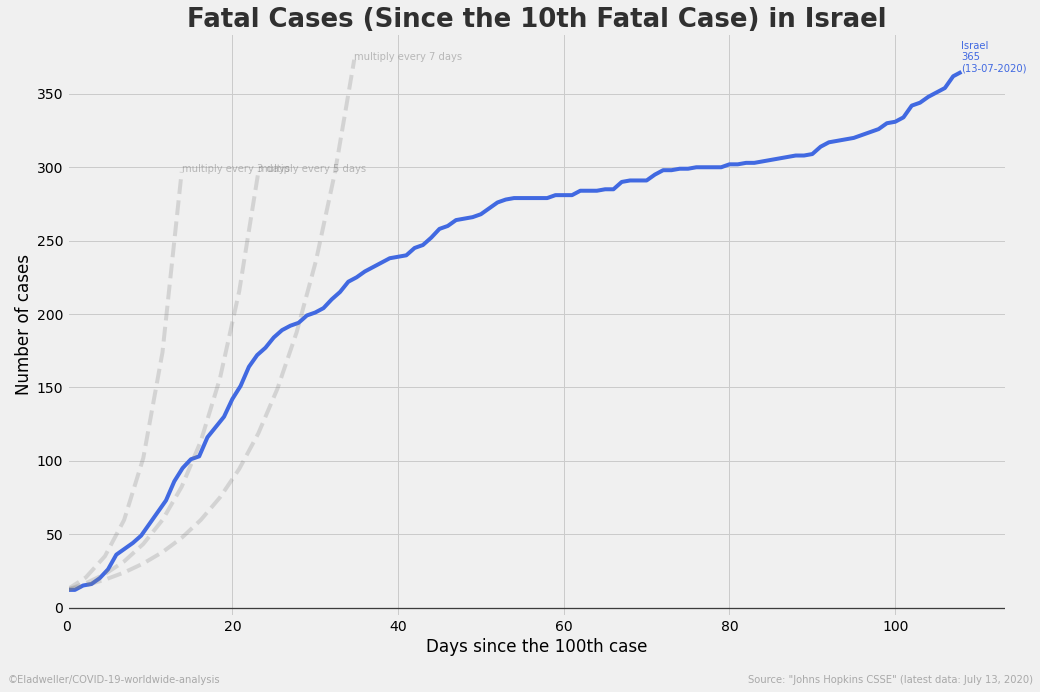 Fatal Cases (Since the 10th Fatal Case) in Israel
Israel
365
(13-07-2020)
multiply every 7 days
multiply every 3 days
multiply every 5 days
Number of cases
350
300
250
200
150
100
50
0
0 20 40 60 80 100
Days since the 100th case
©Eladweller/COVID-19-worldwide-analysis
Source: "Johns Hopkins CSSE" (latest data: July 13, 2020)